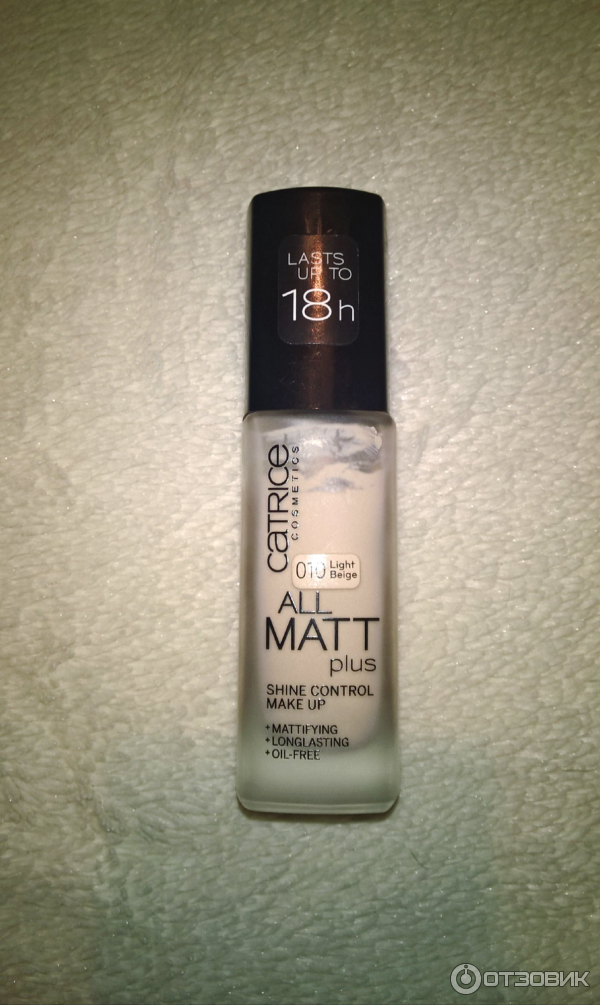 LASTS
UP TO
18h
CATRICE
COSMETICS
010 Light
Beige
ALL
MATT
plus
SHINE CONTROL
MAKE UP
+MATTIFYING
+LONGLASTING
+OIL-FREE
ОТЗОВИК